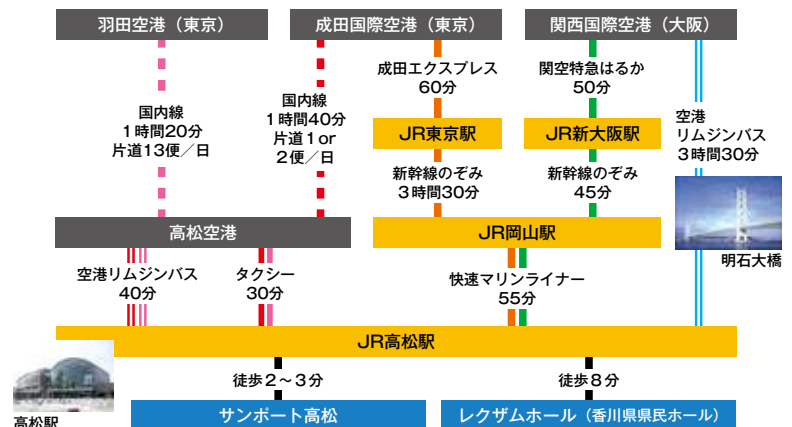 羽田空港（東京）
成田国際空港（東京）
関西国際空港（大阪）
国内線
1時間20分
片道13便／日
国内線
1時間40分
片道1or
2便／日
成田エクスプレス
60分
関空特急はるか
50分
空港
リムジンバス
3時間30分
JR東京駅
JR新大阪駅
新幹線のぞみ
3時間30分
新幹線のぞみ
45分
明石大橋
高松空港
JR岡山駅
空港リムジンバス
40分
タクシー
30分
快速マリンライナー
55分
JR高松駅
高松駅
徒歩2～3分
徒歩8分
サンポート高松
レクザムホール（香川県県民ホール）